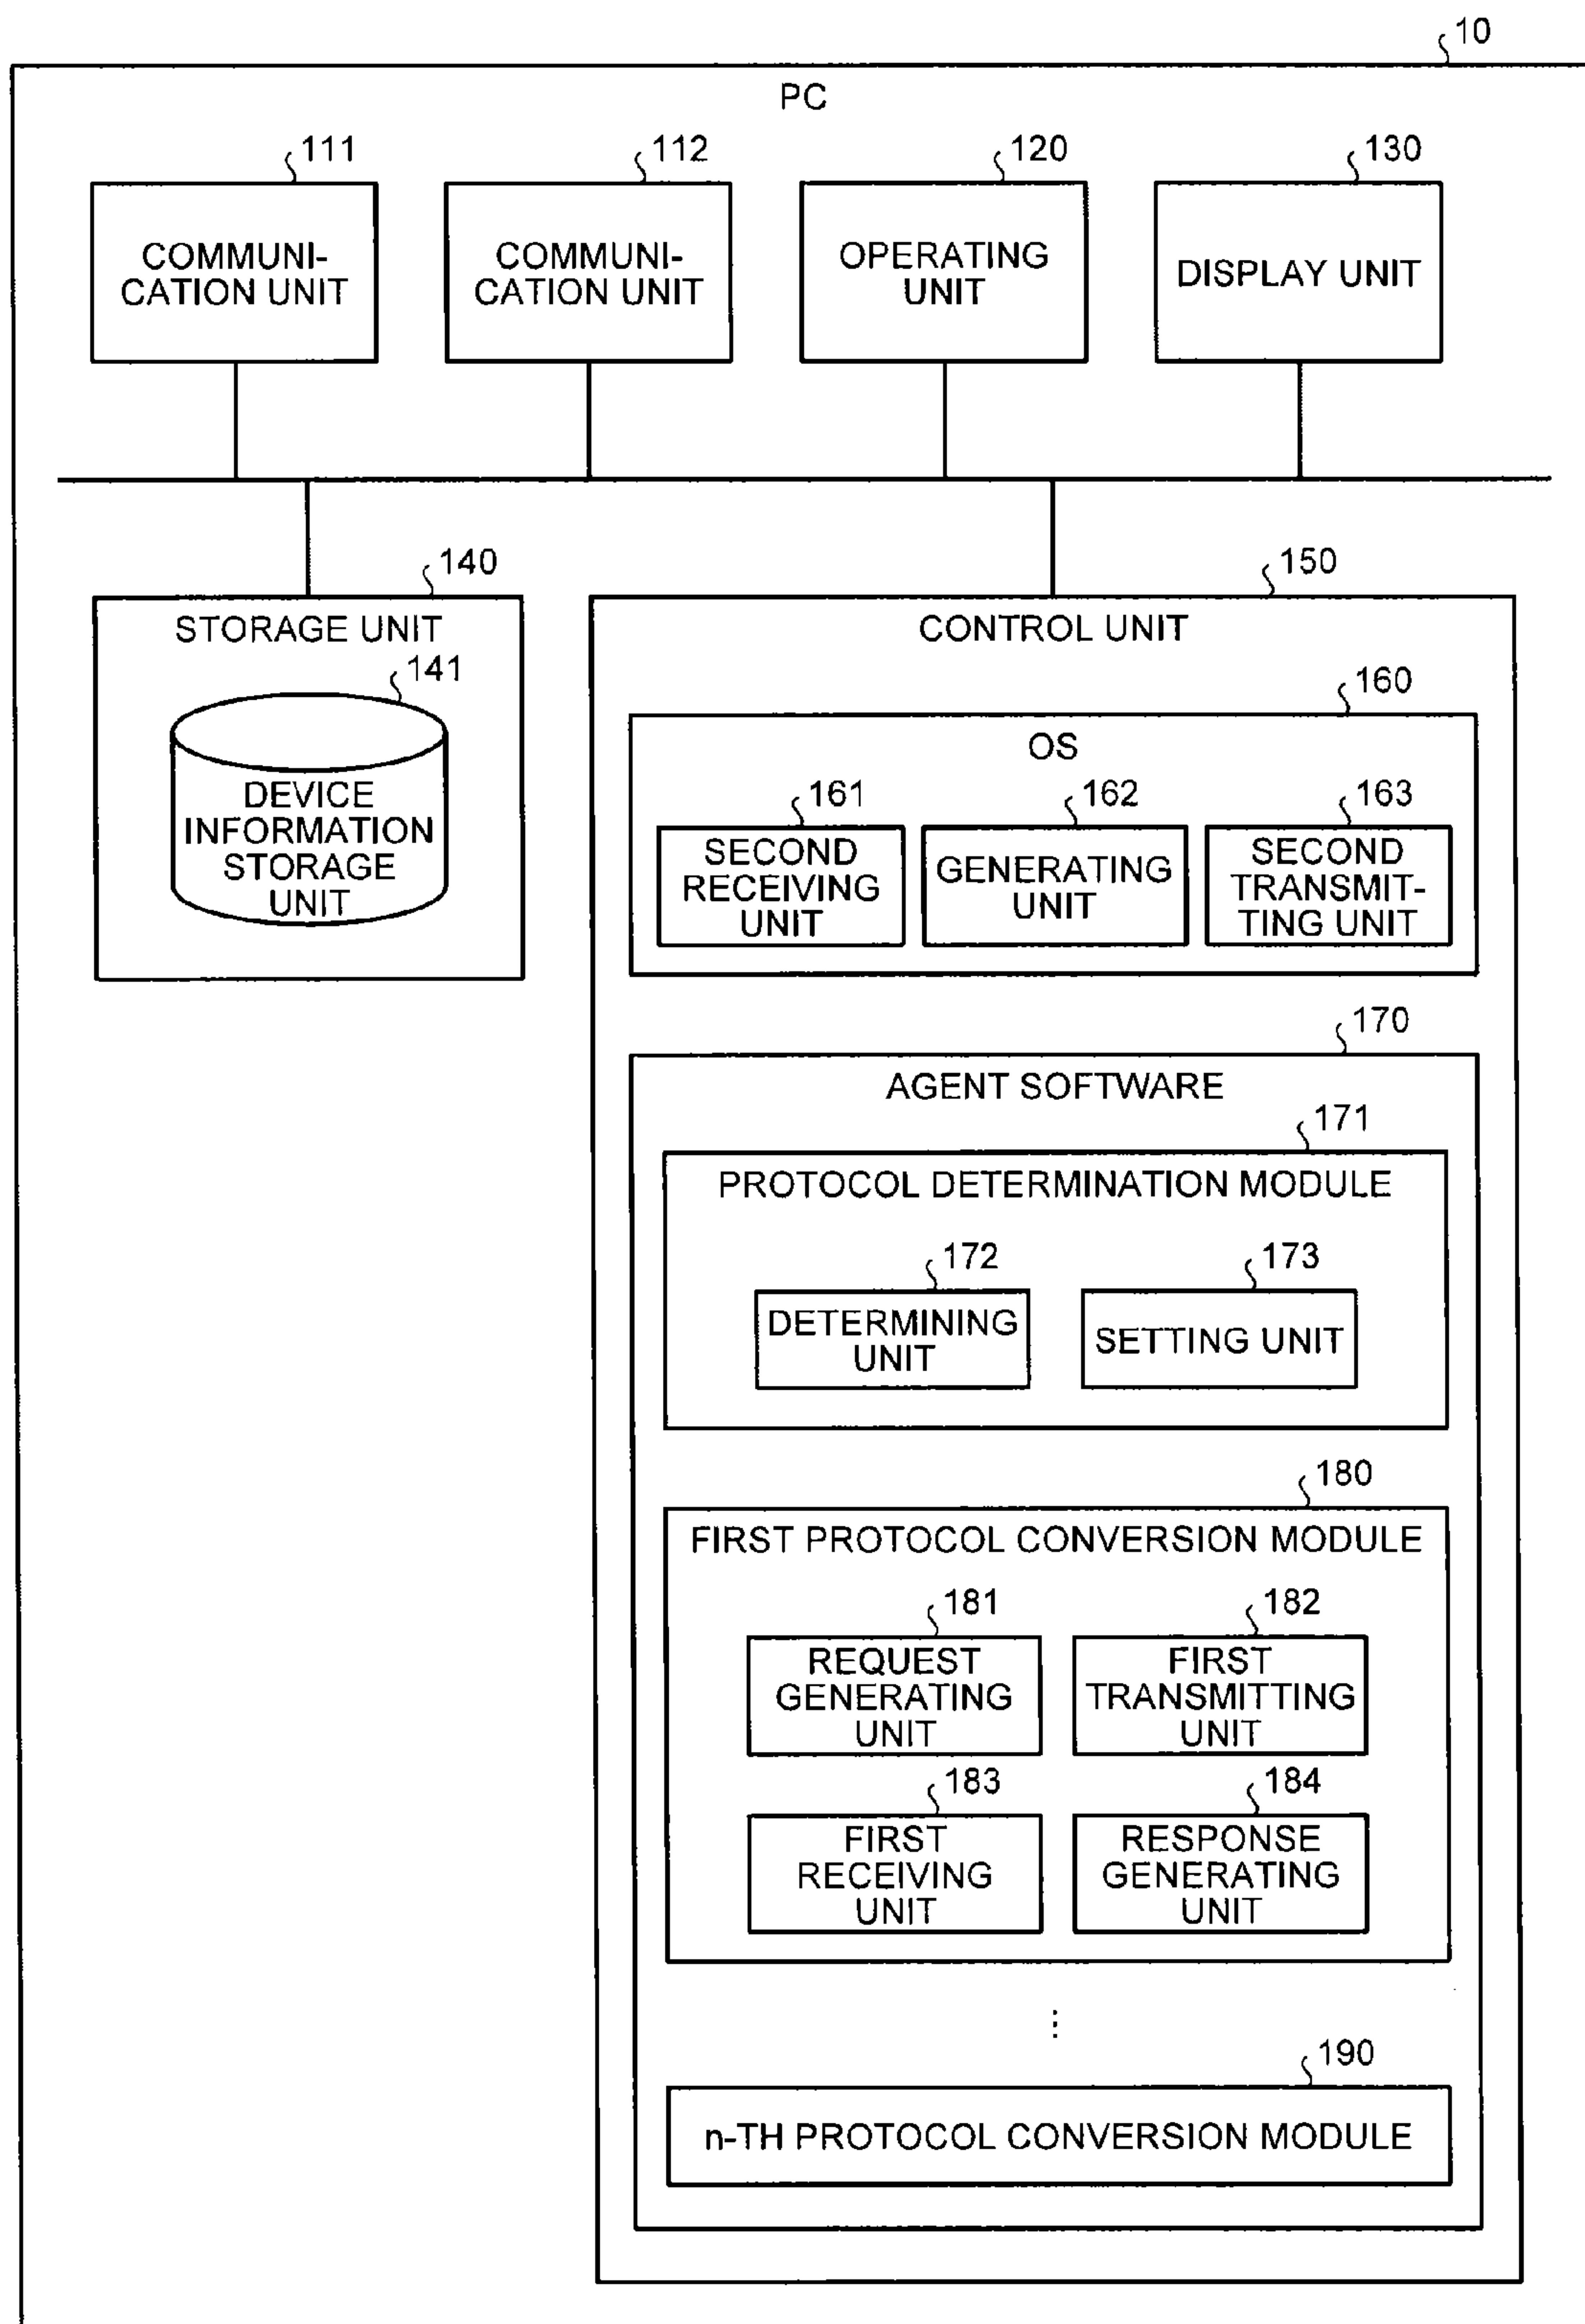 10
PC
111
112
120
130
COMMUNI-
CATION UNIT
COMMUNI-
CATION UNIT
OPERATING
UNIT
DISPLAY UNIT
140
150
STORAGE UNIT
141
DEVICE
INFORMATION
STORAGE
UNIT
CONTROL UNIT
160
OS
161
162
163
SECOND
RECEIVING
UNIT
GENERATING
UNIT
SECOND
TRANSMIT-
TING UNIT
170
AGENT SOFTWARE
171
PROTOCOL DETERMINATION MODULE
172
173
DETERMINING
UNIT
SETTING UNIT
180
FIRST PROTOCOL CONVERSION MODULE
181
182
REQUEST
GENERATING
UNIT
FIRST
TRANSMITTING
UNIT
183
184
FIRST
RECEIVING
UNIT
RESPONSE
GENERATING
UNIT
⋮
190
n-TH PROTOCOL CONVERSION MODULE